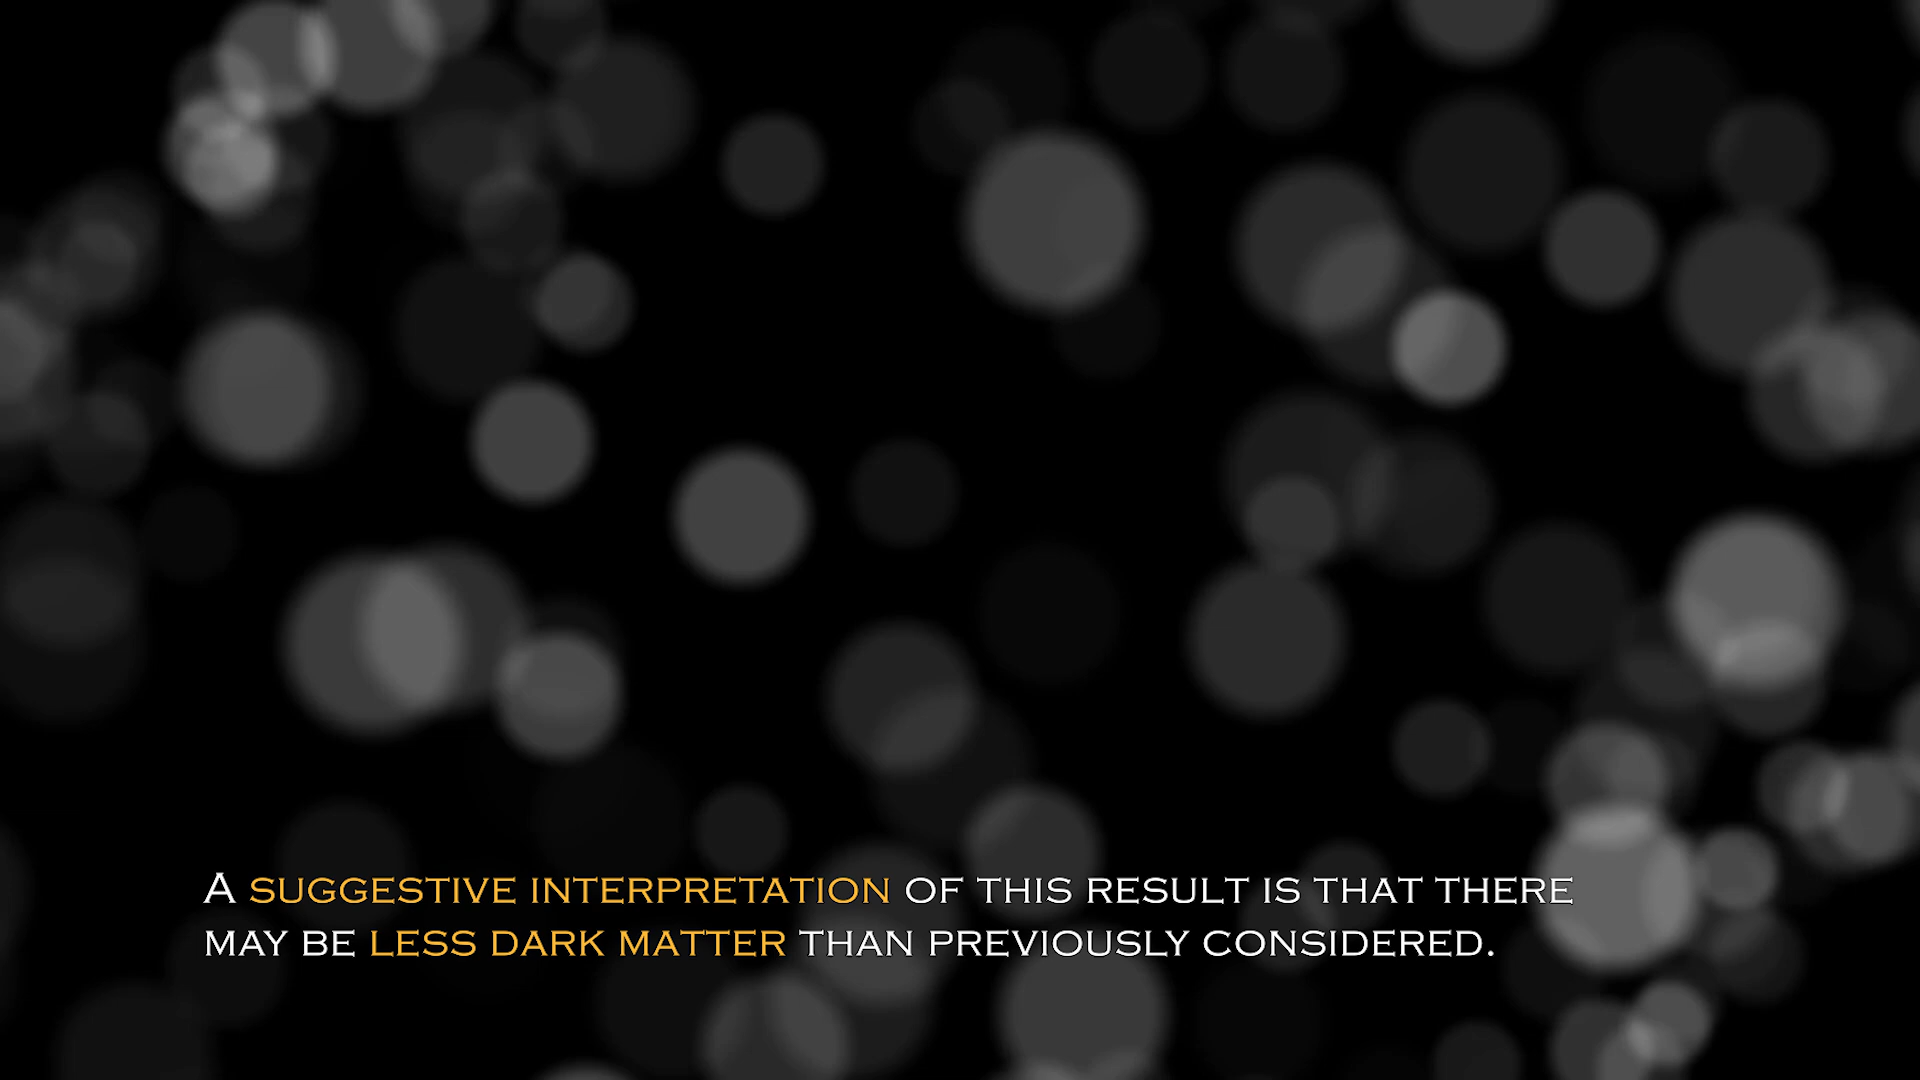 A SUGGESTIVE INTERPRETATION OF THIS RESULT IS THAT THERE
MAY BE LESS DARK MATTER THAN PREVIOUSLY CONSIDERED.